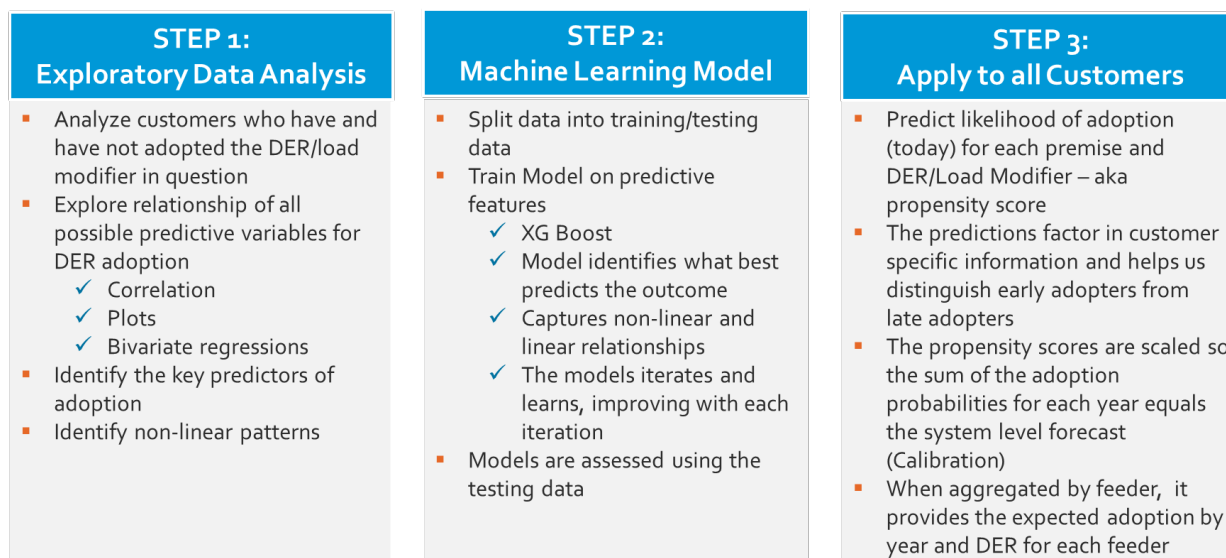 STEP 1:
Exploratory Data Analysis
▪ Analyze customers who have and
have not adopted the DER/load
modifier in question
▪ Explore relationship of all
possible predictive variables for
DER adoption
✓ Correlation
✓ Plots
✓ Bivariate regressions
▪ Identify the key predictors of
adoption
▪ Identify non-linear patterns
STEP 2:
Machine Learning Model
▪ Split data into training/testing
data
▪ Train Model on predictive
features
✓ XG Boost
✓ Model identifies what best
predicts the outcome
✓ Captures non-linear and
linear relationships
✓ The models iterates and
learns, improving with each
iteration
▪ Models are assessed using the
testing data
STEP 3:
Apply to all Customers
▪ Predict likelihood of adoption
(today) for each premise and
DER/Load Modifier – aka
propensity score
▪ The predictions factor in customer
specific information and helps us
distinguish early adopters from
late adopters
▪ The propensity scores are scaled so
the sum of the adoption
probabilities for each year equals
the system level forecast
(Calibration)
▪ When aggregated by feeder, it
provides the expected adoption by
year and DER for each feeder